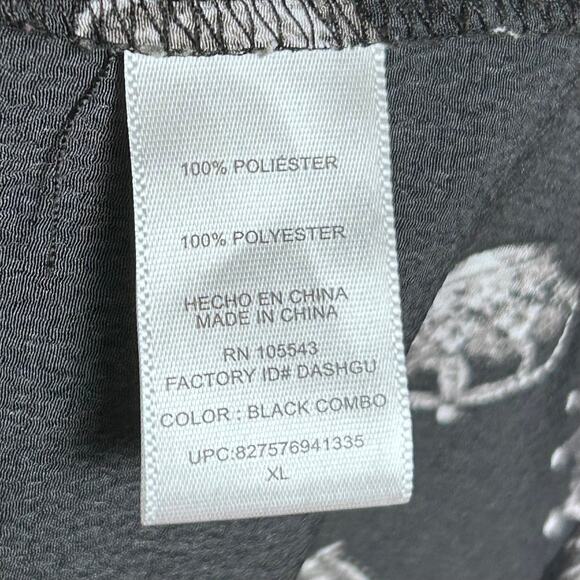 100% POLIÉSTER
100% POLYESTER
HECHO EN CHINA
MADE IN CHINA
RN 105543
FACTORY ID# DASHGU
COLOR : BLACK COMBO
UPC:827576941335
XL